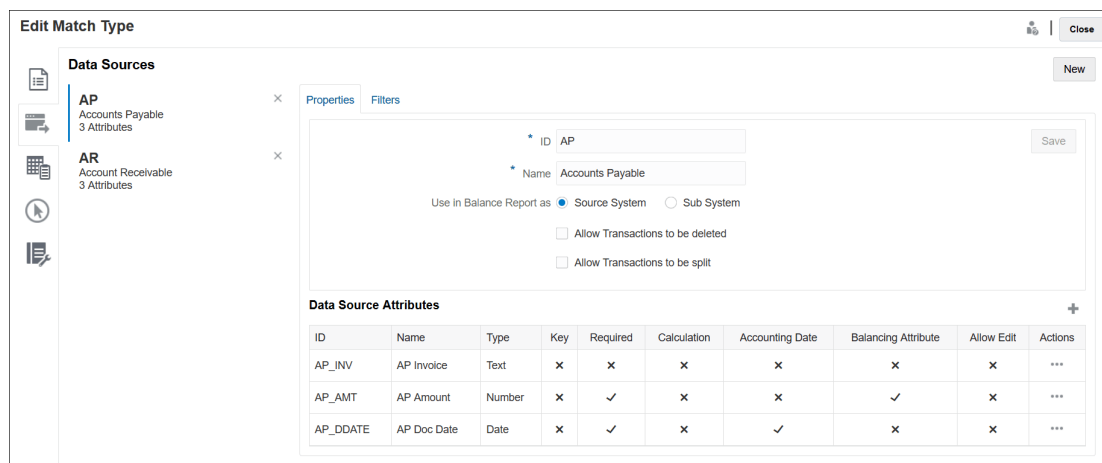 Edit Match Type
Close
Data Sources
New
AP
Accounts Payable
3 Attributes
AR
Account Receivable
3 Attributes
Properties Filters
* ID AP
Save
* Name Accounts Payable
Use in Balance Report as Source System Sub System
Allow Transactions to be deleted
Allow Transactions to be split
Data Source Attributes
ID Name Type Key Required Calculation Accounting Date Balancing Attribute Allow Edit Actions
AP_INV AP Invoice Text
AP_AMT AP Amount Number
AP_DDATE AP Doc Date Date